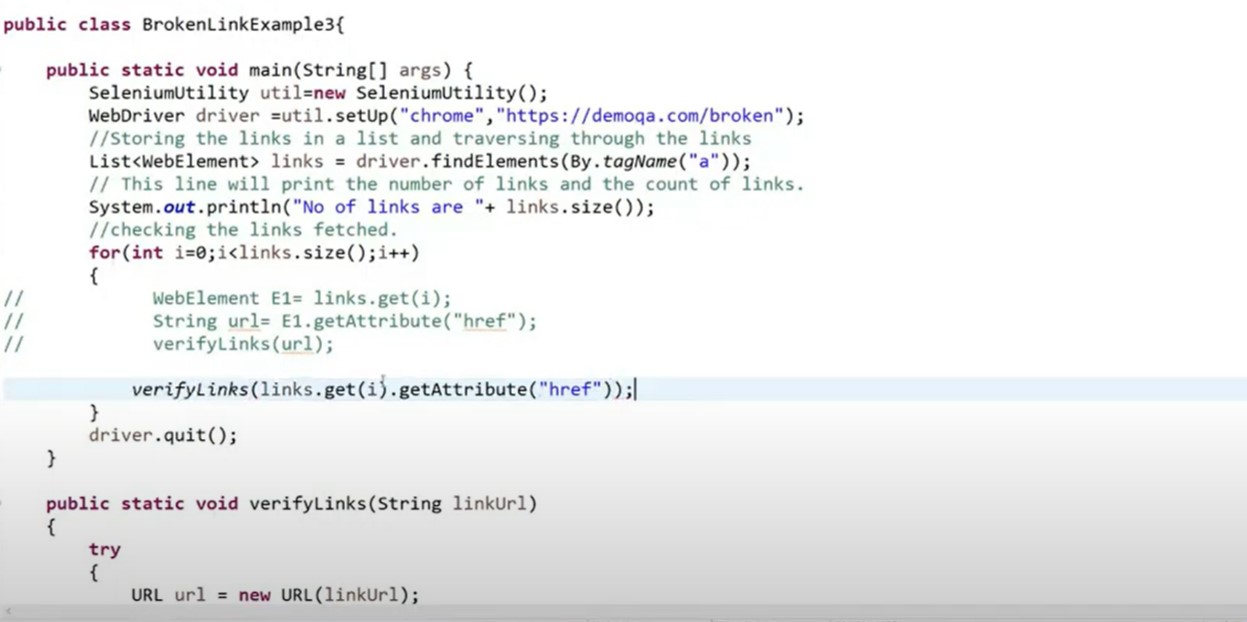 public class BrokenLinkExample3{
public static void main(String[] args) {
SeleniumUtility util=new SeleniumUtility();
WebDriver driver =util.setUp("chrome","https://demoqa.com/broken");
//Storing the links in a list and traversing through the links
List<WebElement> links = driver.findElements(By.tagName("a"));
// This line will print the number of links and the count of links.
System.out.println("No of links are "+ links.size());
//checking the links fetched.
for(int i=0;i<links.size();i++)
{
// WebElement E1= links.get(i);
// String url= E1.getAttribute("href");
// verifyLinks(url);
verifyLinks(links.get(i).getAttribute("href"));
}
driver.quit();
}
public static void verifyLinks(String linkUrl)
{
try
{
URL url = new URL(linkUrl);